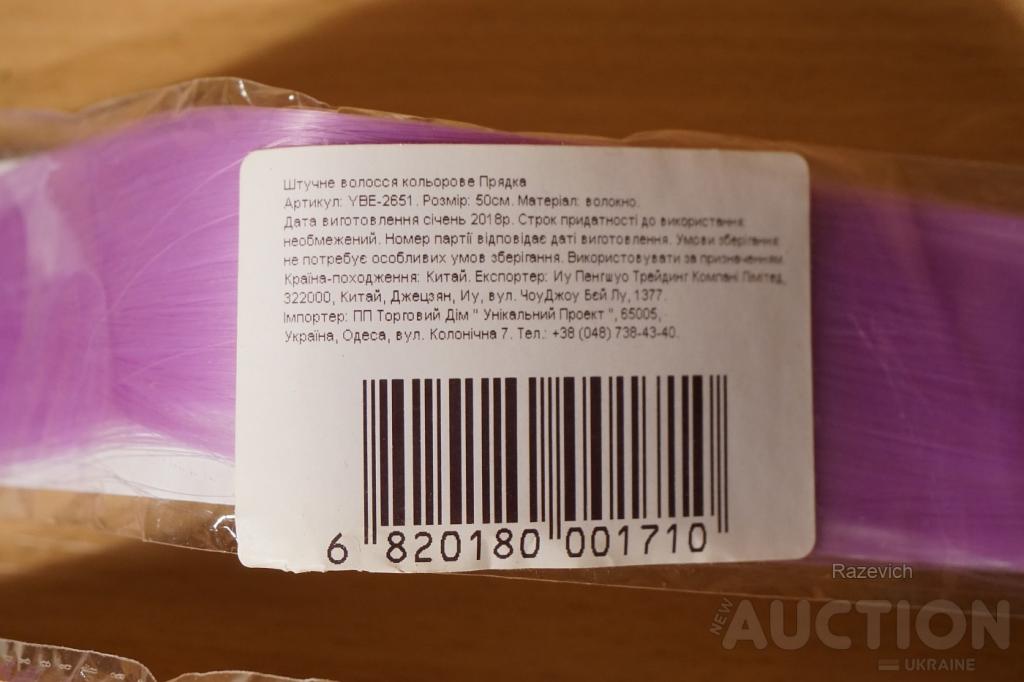 Штучне волосся кольорове Прядка
Артикул: YBE-2651. Розмір: 50см. Матеріал: волокно.
Дата виготовлення січень 2018р. Строк придатності до використання:
необмежений. Номер партії відповідає даті виготовлення. Умови зберігання:
не потребує особливих умов зберігання. Використовувати за призначенням.
Країна-походження: Китай. Експортер: Иу Пенгшуо Трейдинг Компані Лімітед,
322000, Китай, Джецзян, Иу, вул. ЧоуДжоу Бей Лу, 1377.
Імпортер: ПП Торговий Дім " Унікальний Проект ", 65005,
Україна, Одеса, вул. Колонічна 7. Тел.: +38 (048) 738-43-40.
6 820180 001710
Razevich
NEW AUCTION
UKRAINE